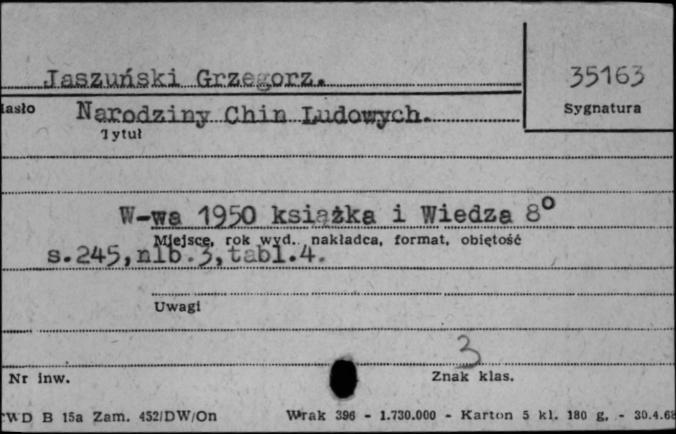 Jaszuński Grzegorz.
35163
Sygnatura
Narodziny Chin Ludowych.
Tytuł
W-wa 1950 książka i Wiedza 8°
Miejsce, rok wyd., nakładca, format, objętość
s.245,nlb.3,tabl.4.
Uwagi
3
Nr inw.
Znak klas.
WD B 15a Zam. 452/DW/On Wrak 396 - 1.730.000 - Karton 5 kl. 180 g. - 30.4.68